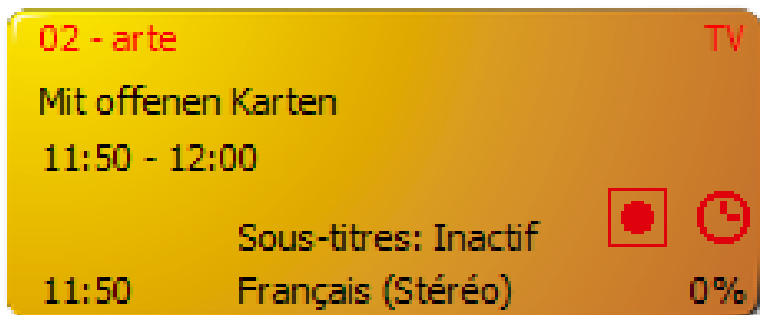 02 - arte TV
Mit offenen Karten
11:50 - 12:00
Sous-titres: Inactif
11:50 Français (Stéréo) 0%